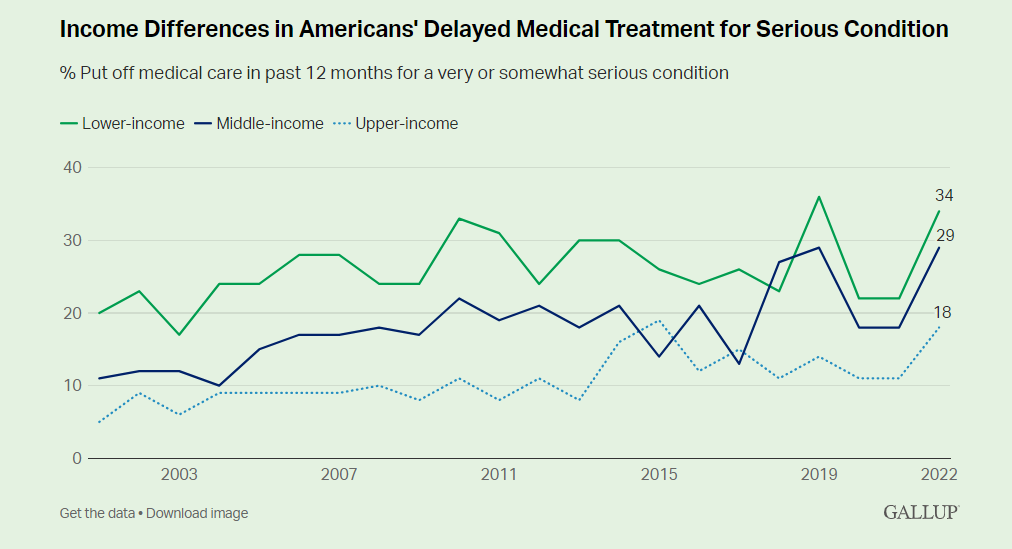 Income Differences in Americans' Delayed Medical Treatment for Serious Condition
% Put off medical care in past 12 months for a very or somewhat serious condition
Lower-income Middle-income Upper-income
40
34
30
29
20
18
10
0
2003 2007 2011 2015 2019 2022
Get the data • Download image
GALLUP